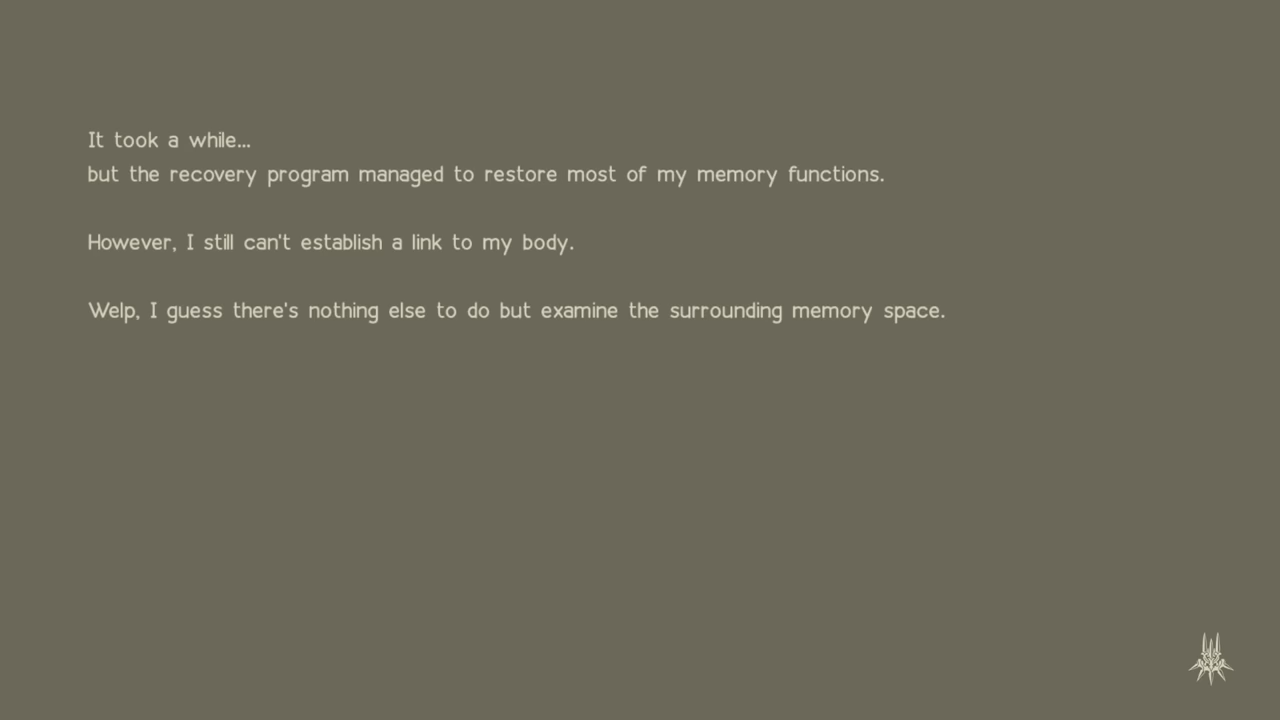 It took a while...
but the recovery program managed to restore most of my memory functions.
However, I still can't establish a link to my body.
Welp, I guess there's nothing else to do but examine the surrounding memory space.